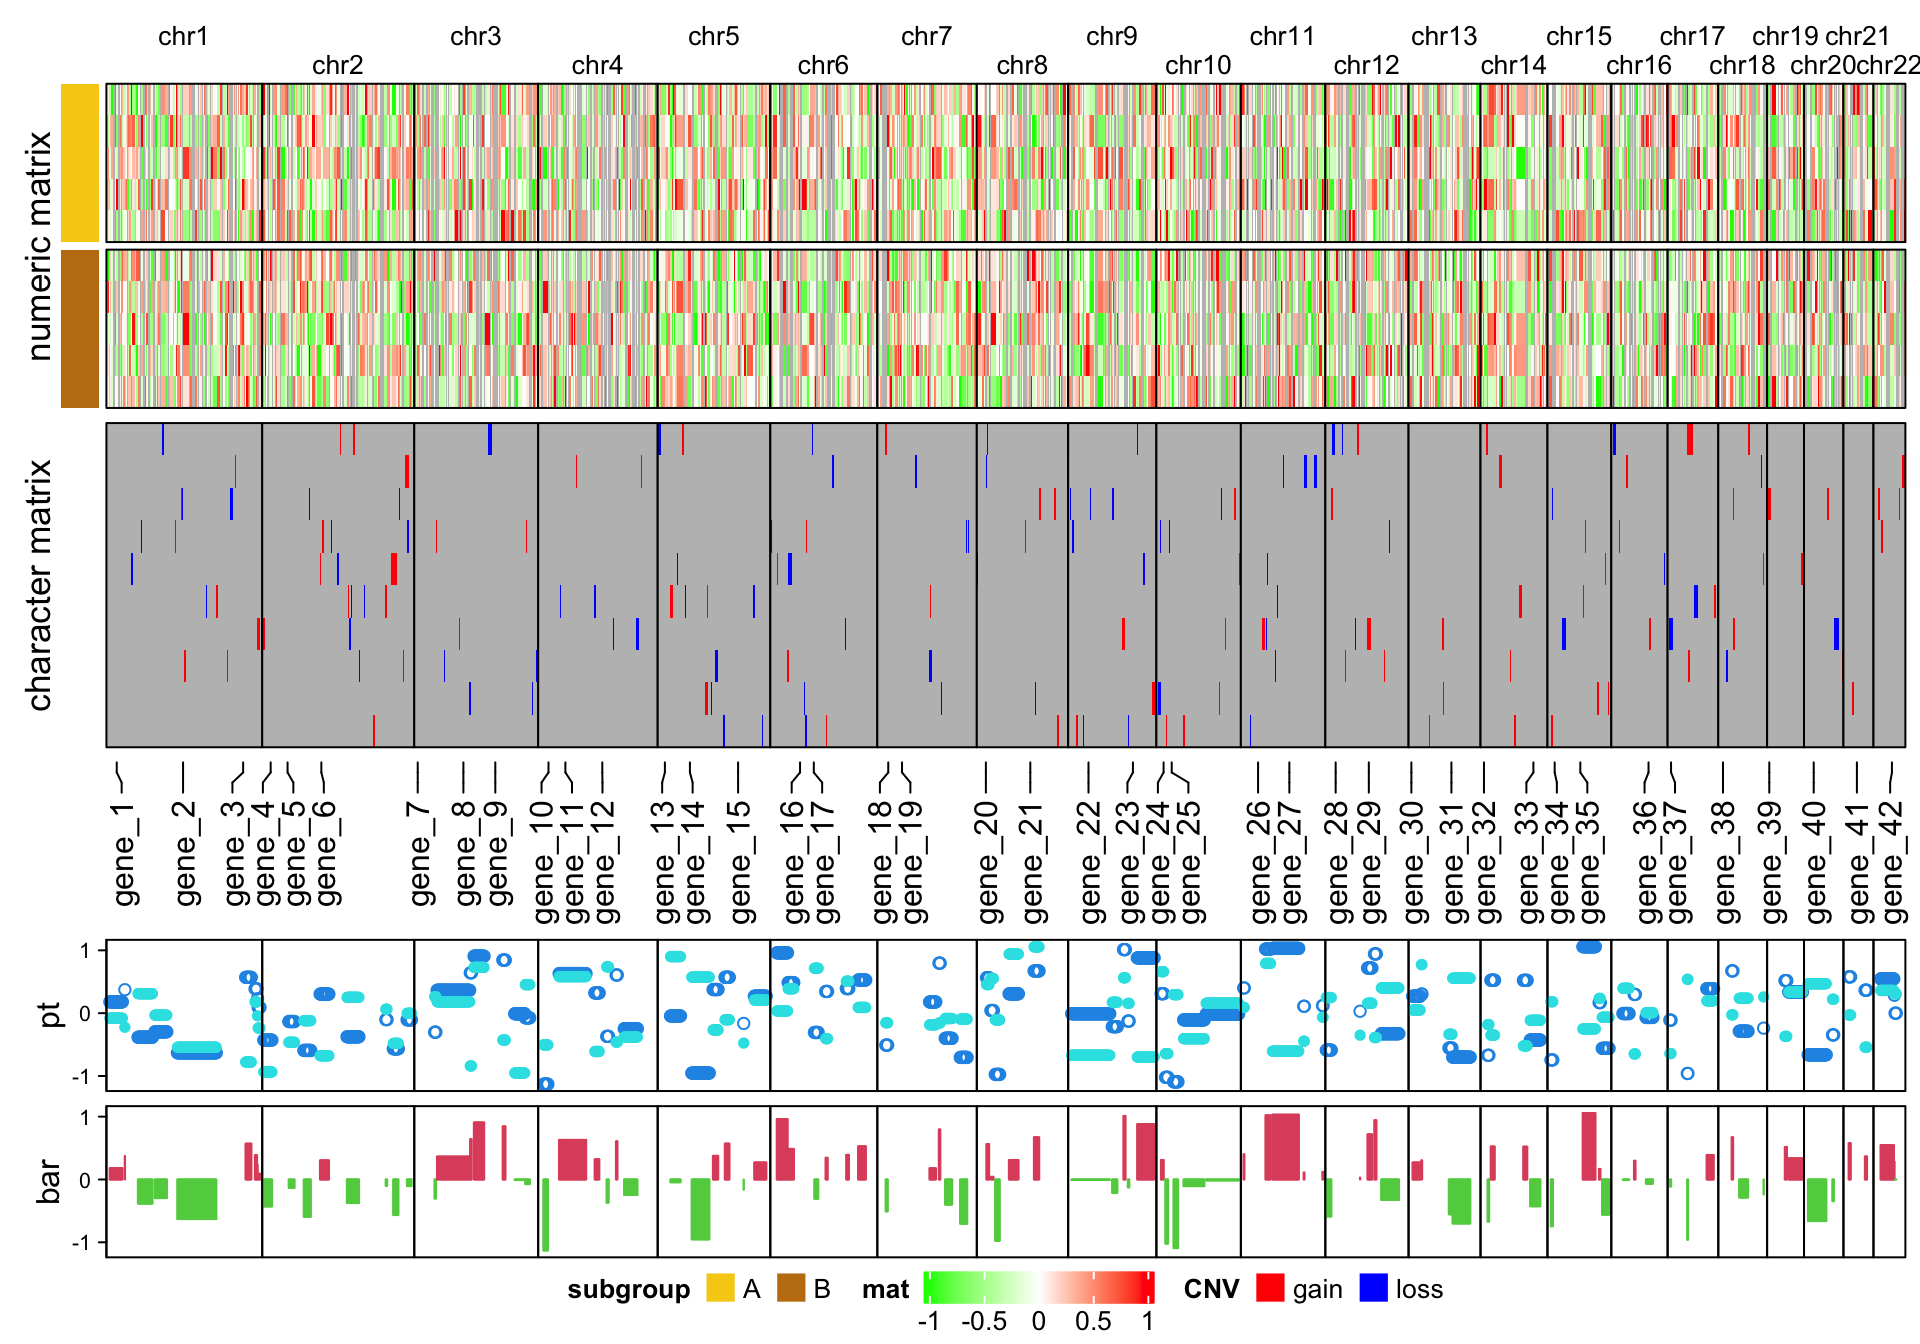 chr1 chr3 chr5 chr7 chr9 chr11 chr13 chr15 chr17 chr19 chr21
chr2 chr4 chr6 chr8 chr10 chr12 chr14 chr16 chr18 chr20 chr22
numeric matrix
character matrix
gene_1
gene_2
gene_3
gene_4
gene_5
gene_6
gene_7
gene_8
gene_9
gene_10
gene_11
gene_12
gene_13
gene_14
gene_15
gene_16
gene_17
gene_18
gene_19
gene_20
gene_21
gene_22
gene_23
gene_24
gene_25
gene_26
gene_27
gene_28
gene_29
gene_30
gene_31
gene_32
gene_33
gene_34
gene_35
gene_36
gene_37
gene_38
gene_39
gene_40
gene_41
gene_42
pt
1
0
-1
bar
1
0
-1
subgroup A B mat CNV gain loss
-1 -0.5 0 0.5 1